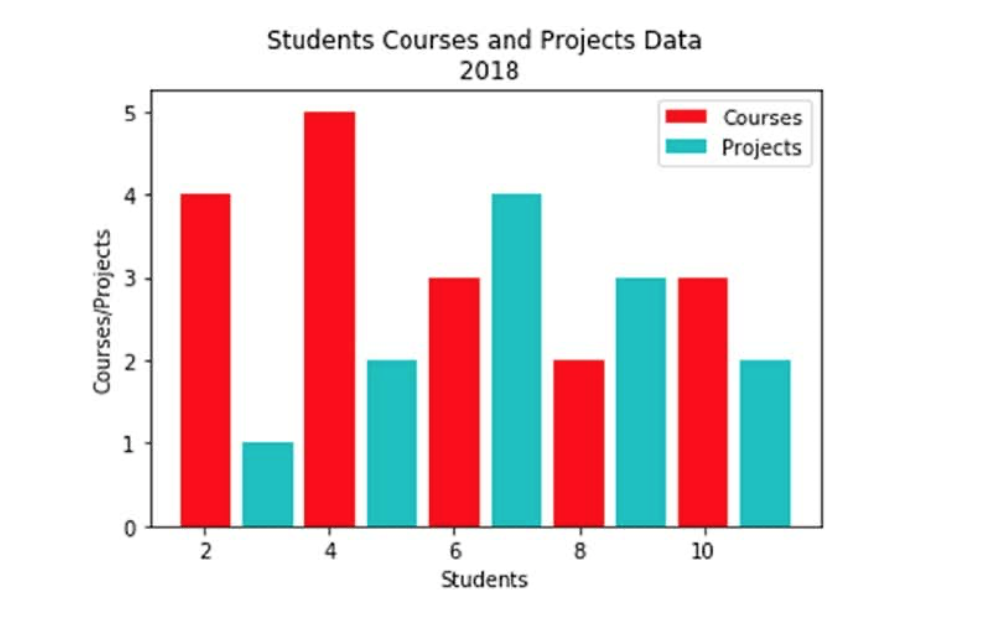 Students Courses and Projects Data
2018
Courses
Projects
5
4
3
2
1
0
Courses/Projects
2 4 6 8 10
Students